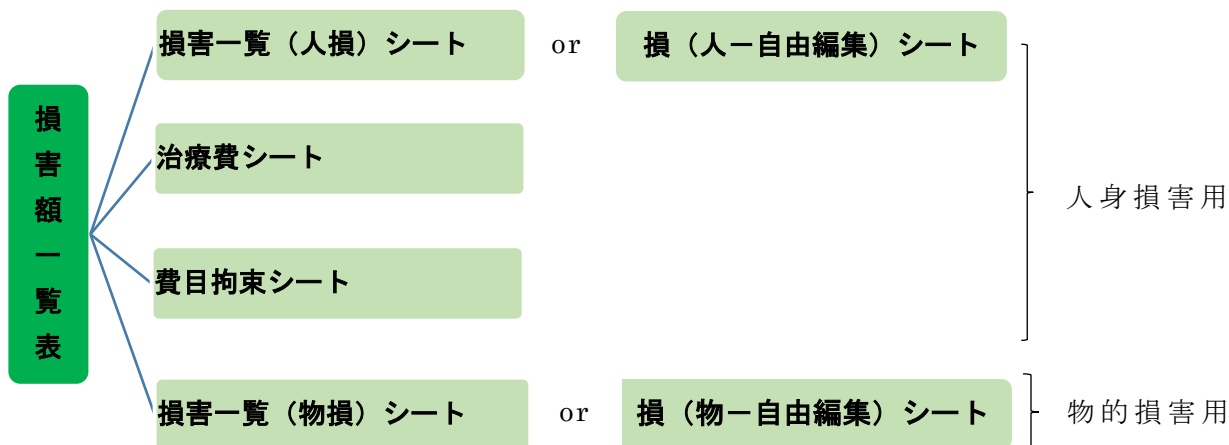 損害額一覧表
損害一覧（人損）シート or 損（人－自由編集）シート
治療費シート
費目拘束シート
人身損害用
損害一覧（物損）シート or 損（物－自由編集）シート
物的損害用